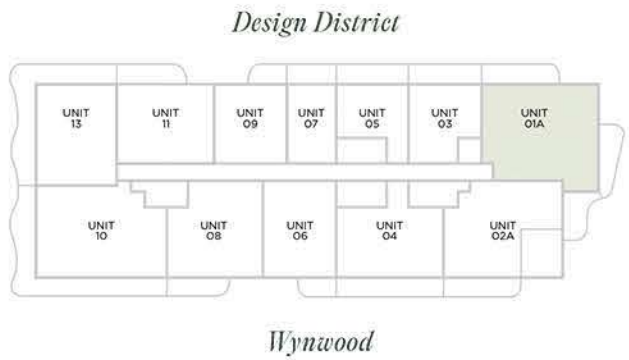 Design District
UNIT
13
UNIT
11
UNIT
09
UNIT
07
UNIT
05
UNIT
03
UNIT
01A
UNIT
10
UNIT
08
UNIT
06
UNIT
04
UNIT
02A
Wynwood